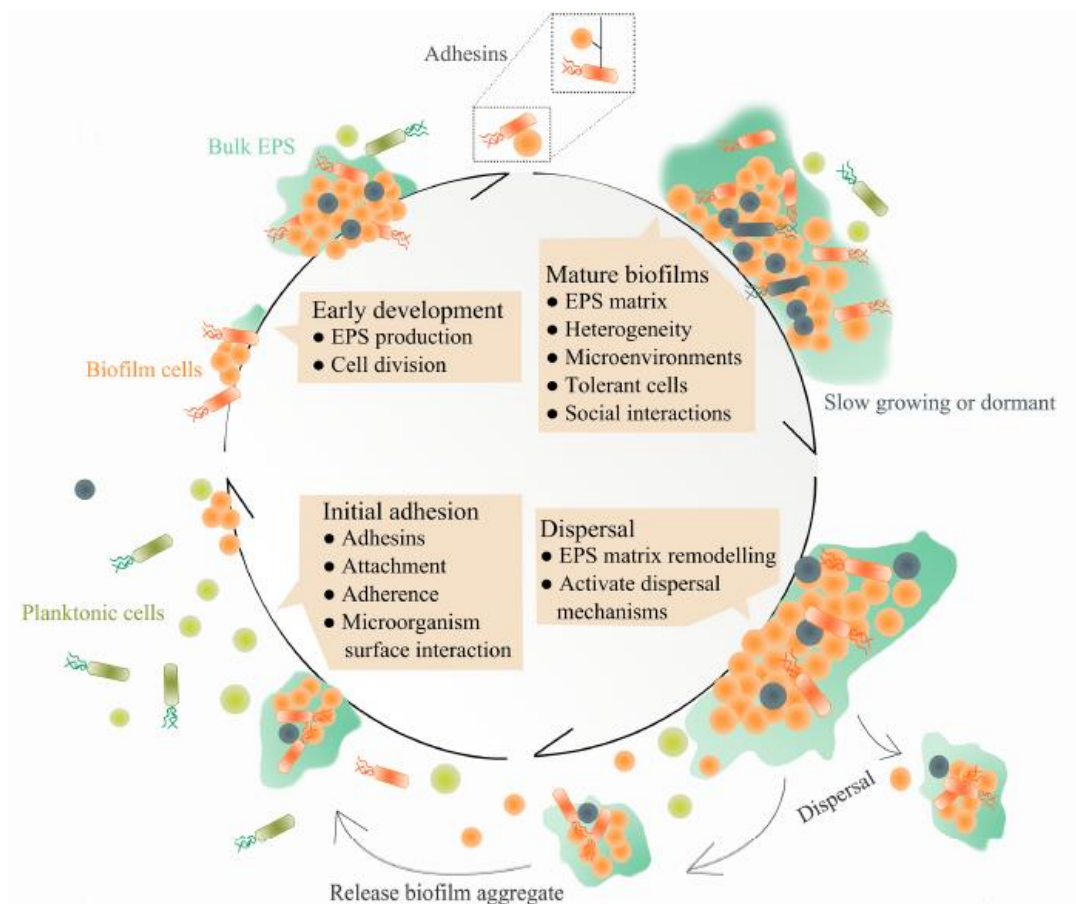 Adhesins
Bulk EPS
Mature biofilms
● EPS matrix
● Heterogeneity
● Microenvironments
● Tolerant cells
● Social interactions
Early development
● EPS production
● Cell division
Biofilm cells
Slow growing or dormant
Initial adhesion
● Adhesins
● Attachment
● Adherence
● Microorganism
surface interaction
Dispersal
● EPS matrix remodelling
● Activate dispersal
mechanisms
Planktonic cells
Dispersal
Release biofilm aggregate